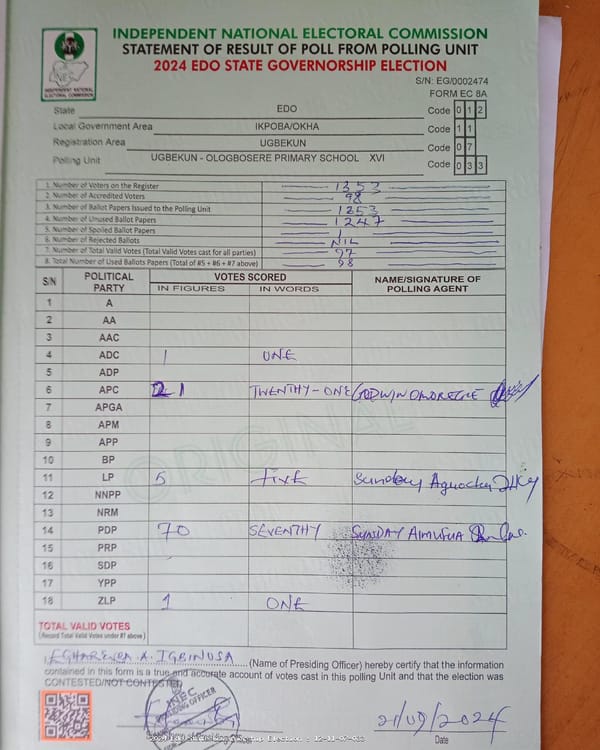 INDEPENDENT NATIONAL ELECTORAL COMMISSION
STATEMENT OF RESULT OF POLL FROM POLLING UNIT
2024 EDO STATE GOVERNORSHIP ELECTION
INEC
INDEPENDENT NATIONAL
ELECTORAL COMMISSION
S/N: EG/0002474
FORM EC 8A
State EDO Code 0 1 2
Local Government Area IKPOBA/OKHA Code 1 1
Registration Area UGBEKUN Code 0 7
Polling Unit UGBEKUN - OLOGBOSERE PRIMARY SCHOOL XVI Code 0 3 3
1. Number of Voters on the Register 1353
2. Number of Accredited Voters 98
3. Number of Ballot Papers Issued to the Polling Unit
4. Number of Unused Ballot Papers 1247
5. Number of Spoiled Ballot Papers 1
6. Number of Rejected Ballots NIL
7. Number of Total Valid Votes (Total Valid Votes cast for all parties) 97
8. Total Number of Used Ballots Papers (Total of #5 + #6 + #7 above) 98
S/N POLITICAL PARTY VOTES SCORED NAME/SIGNATURE OF POLLING AGENT
IN FIGURES IN WORDS
1 A
2 AA
3 AAC
4 ADC 1 ONE
5 ADP
6 APC 21 TWENTHY-ONE GODWIN
7 APGA
8 APM
9 APP
10 BP
11 LP 5 FIVE Sunday
12 NNPP
13 NRM
14 PDP 70 SEVENTHY SUNDAY
15 PRP
16 SDP
17 YPP
18 ZLP 1 ONE
ORIGINAL
TOTAL VALID VOTES
(Record Total Valid Votes under #7 above)
I, EGHAREVBA A. IGBINUSA (Name of Presiding Officer) hereby certify that the information
contained in this form is a true and accurate account of votes cast in this polling Unit and that the election was
CONTESTED/NOT CONTESTED
INEC
PRESIDING OFFICER
21/09/2024
Date